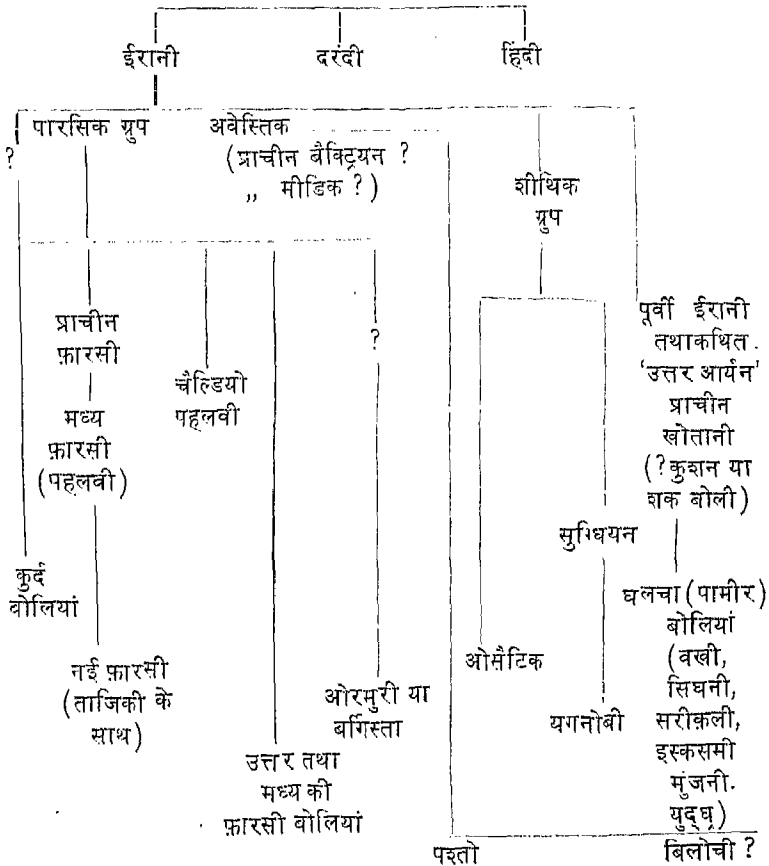 ईरानी दरंदी हिंदी
पारसिक ग्रुप
?
अवेस्तिक
(प्राचीन बैक्ट्रियन ?
,, मीडिक ?)
शीथिक
ग्रुप
प्राचीन
फ़ारसी
मध्य
फ़ारसी
(पहलवी)
चैल्डियो
पहलवी
?
पूर्वी ईरानी
तथाकथित
'उत्तर आर्यन'
प्राचीन
खोतानी
(?कुशन या
शक बोली)
सुग्धियन
कुर्द
बोलियां
नई फ़ारसी
(ताजिकी के
साथ)
उत्तर तथा
मध्य की
फ़ारसी बोलियां
ओरमुरी या
बर्गिस्ता
ओसैटिक
यगनोबी
घलचा (पामीर)
बोलियां
(वखी,
सिघनी,
सरीक़ली,
इस्कसमी
मुंजनी.
युद्घ)
पश्तो
बिलोची ?